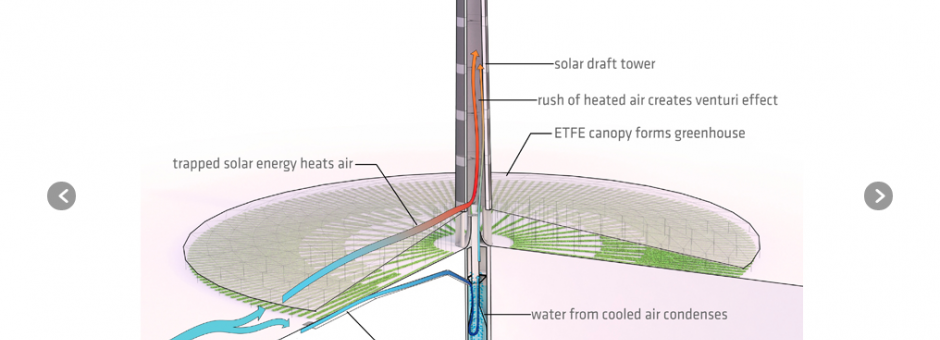 solar draft tower
rush of heated air creates venturi effect
ETFE canopy forms greenhouse
trapped solar energy heats air
water from cooled air condenses